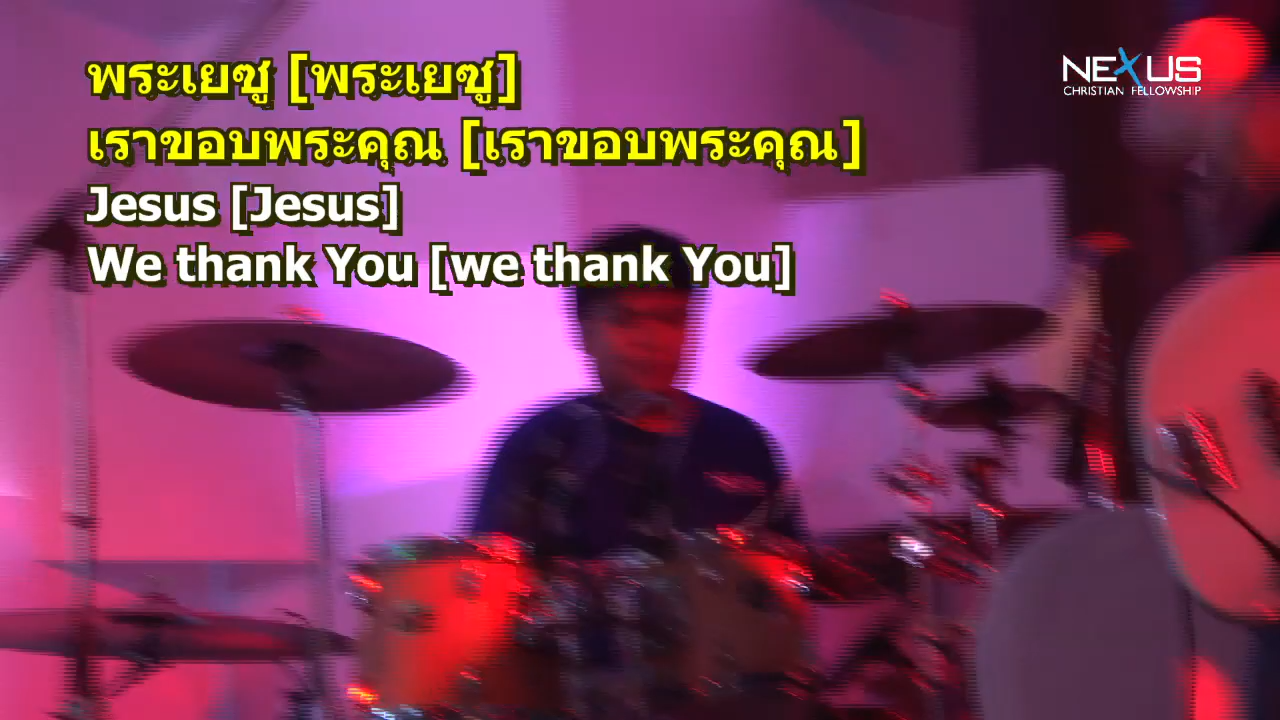 พระเยซู [พระเยซู]
เราขอบพระคุณ [เราขอบพระคุณ]
Jesus [Jesus]
We thank You [we thank You]
NEXUS
CHRISTIAN FELLOWSHIP